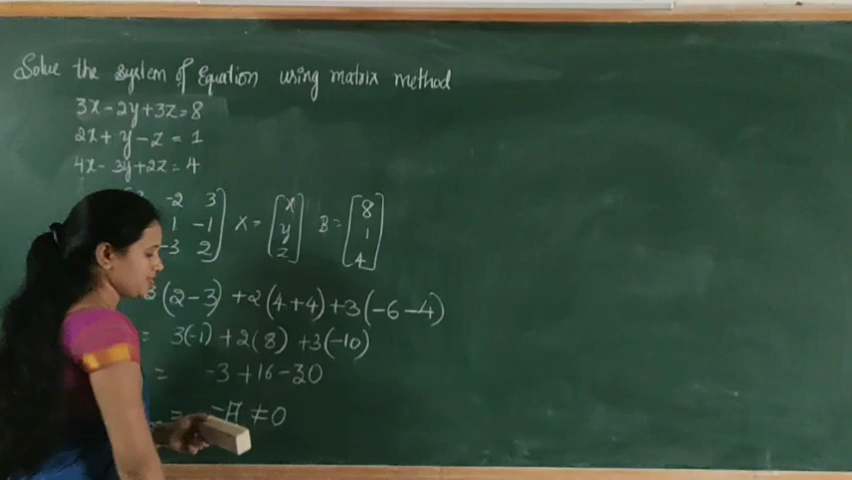 Solve the system of Equation using matrix method
3x-2y+3z=8
2x+y-z=1
4x-3y+2z=4
-2 3
1 -1 X = [x y z] B = [8 1 4]
-3 2
3(2-3) +2(4+4)+3(-6-4)
= 3(-1) +2(8) +3(-10)
= -3+16-30
= -17 ≠0